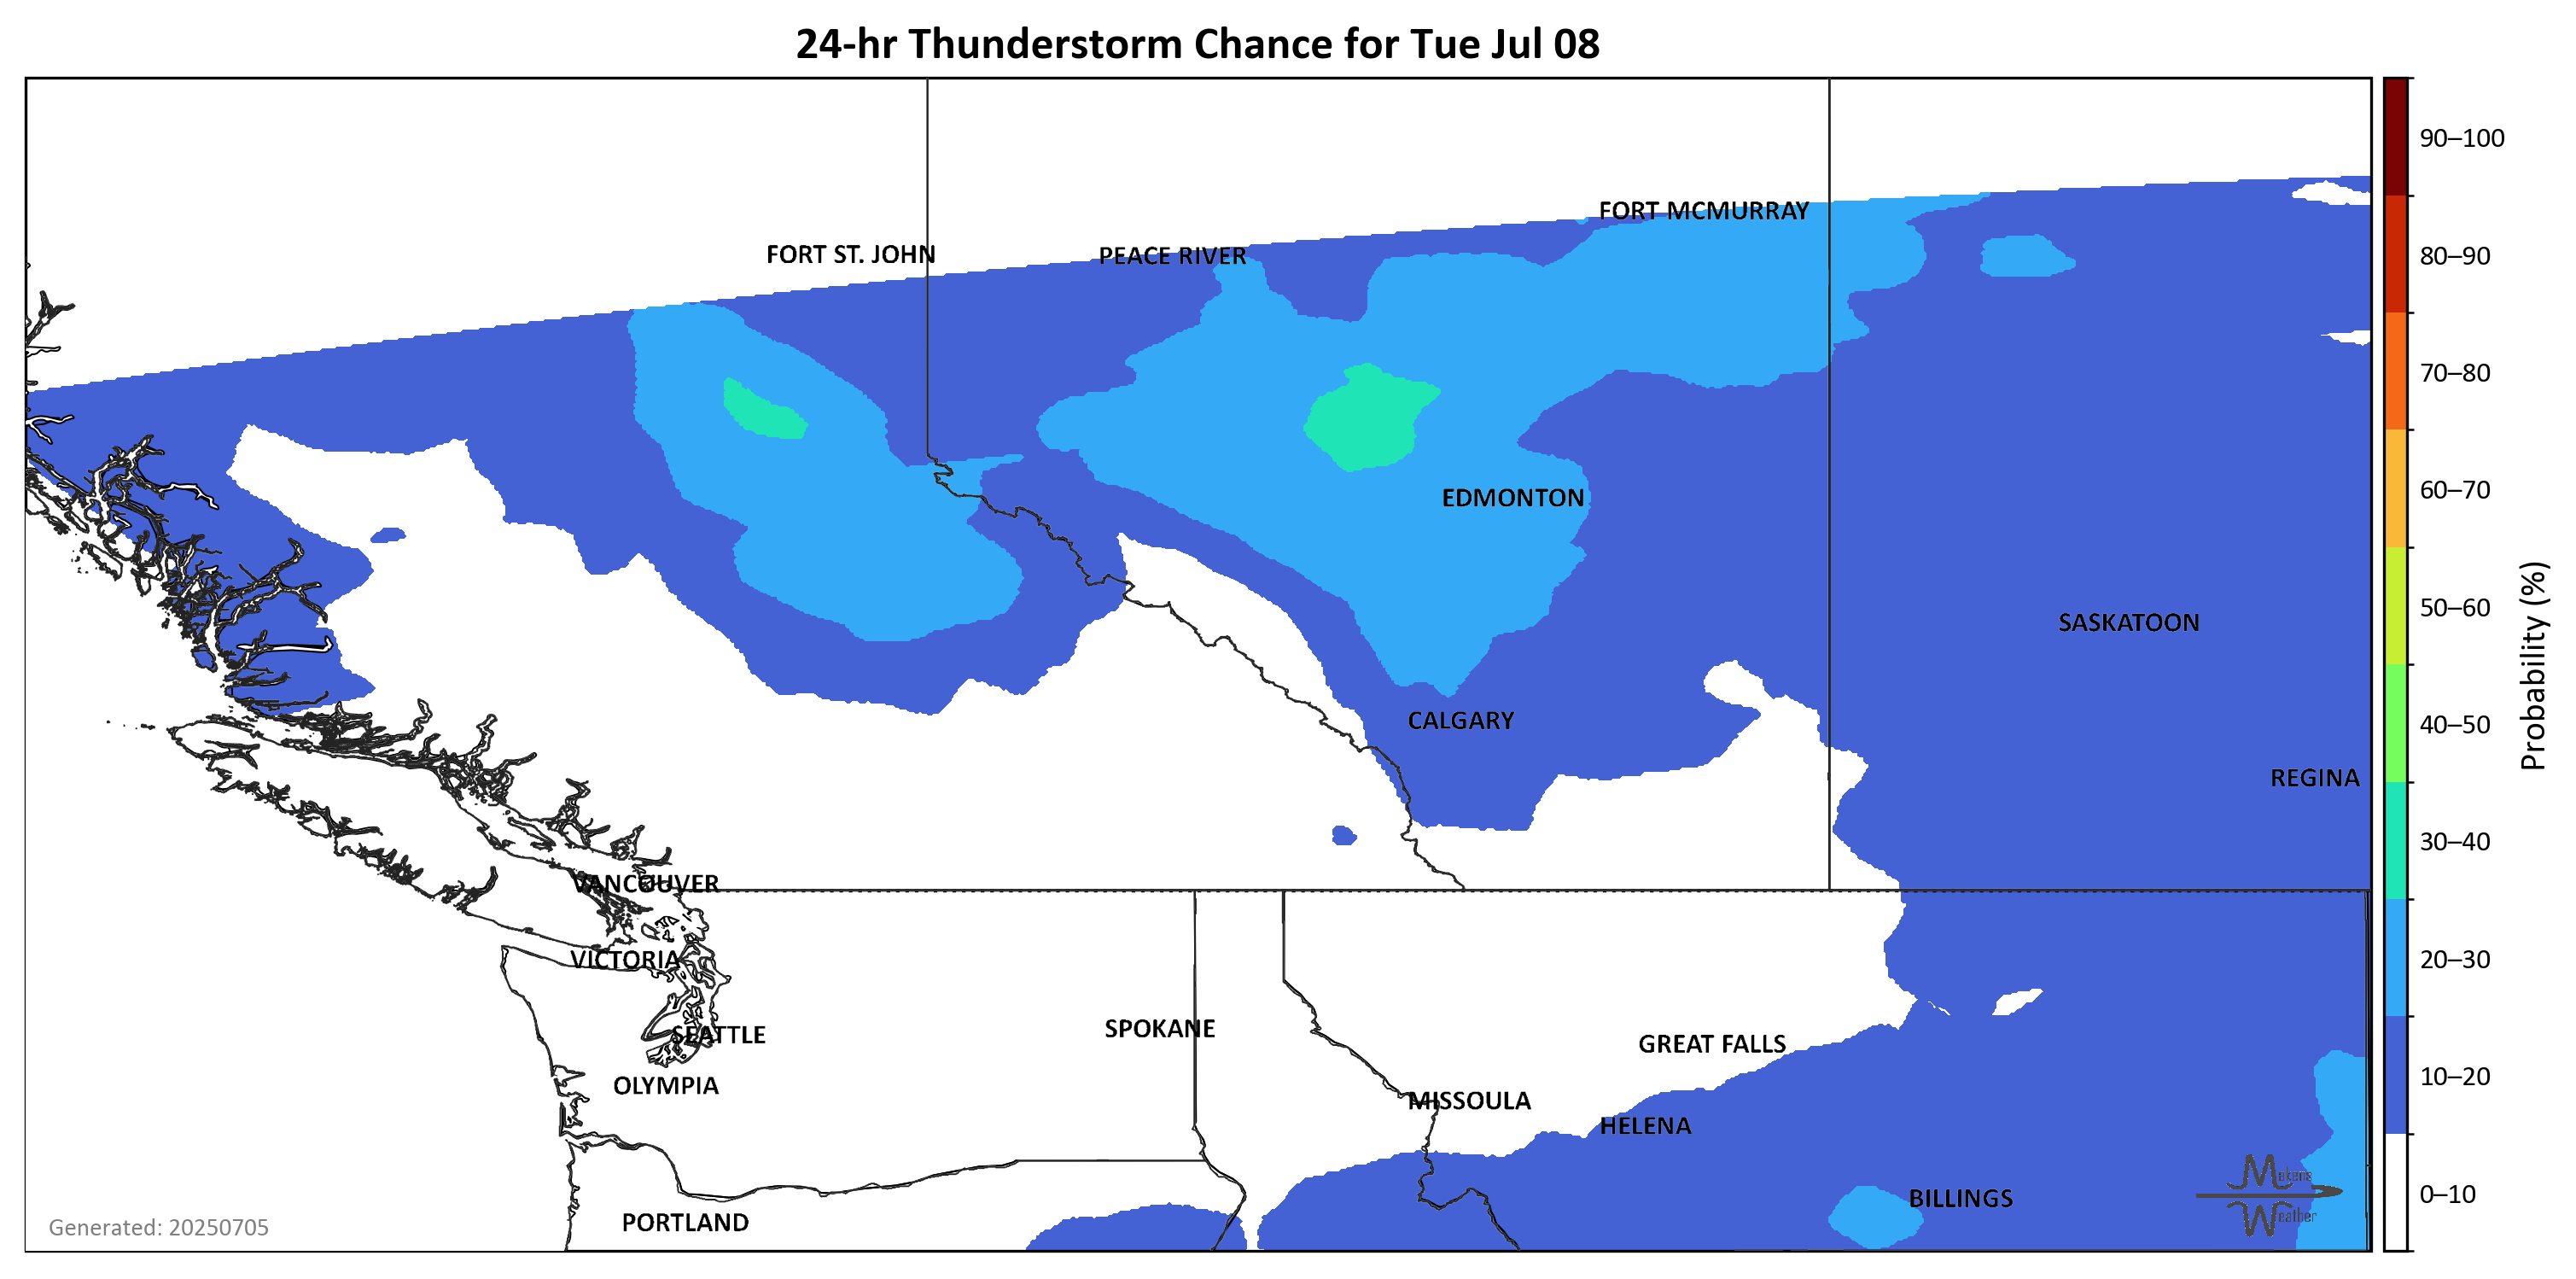 24-hr Thunderstorm Chance for Tue Jul 08
90–100
FORT MCMURRAY
FORT ST. JOHN
PEACE RIVER
80–90
70–80
60–70
EDMONTON
50–60
SASKATOON
Probability (%)
CALGARY
40–50
REGINA
30–40
VANCOUVER
VICTORIA
20–30
SPOKANE
SEATTLE
GREAT FALLS
10–20
OLYMPIA
MISSOULA
HELENA
Mekens
Weather
BILLINGS
0–10
PORTLAND
Generated: 20250705